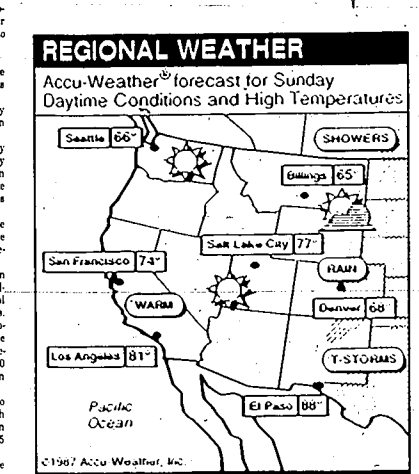 REGIONAL WEATHER
Accu-Weather® forecast for Sunday
Daytime Conditions and High Temperatures
Seattle 66°
SHOWERS
Billings 65°
Salt Lake City 77°
San Francisco 74°
RAIN
WARM
Denver 68°
Los Angeles 81°
T-STORMS
El Paso 88°
Pacific
Ocean
©1987 Accu-Weather, Inc.